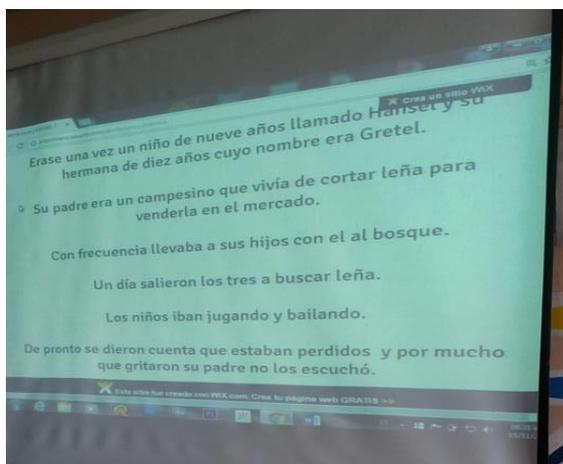 Crea un sitio WiX
Erase una vez un niño de nueve años llamado Hansel y su
hermana de diez años cuyo nombre era Gretel.
Su padre era un campesino que vivía de cortar leña para
venderla en el mercado.
Con frecuencia llevaba a sus hijos con el al bosque.
Un día salieron los tres a buscar leña.
Los niños iban jugando y bailando.
De pronto se dieron cuenta que estaban perdidos y por mucho
que gritaron su padre no los escuchó.
Este sitio fue creado con WIX.com. Crea tu página web GRATIS >>